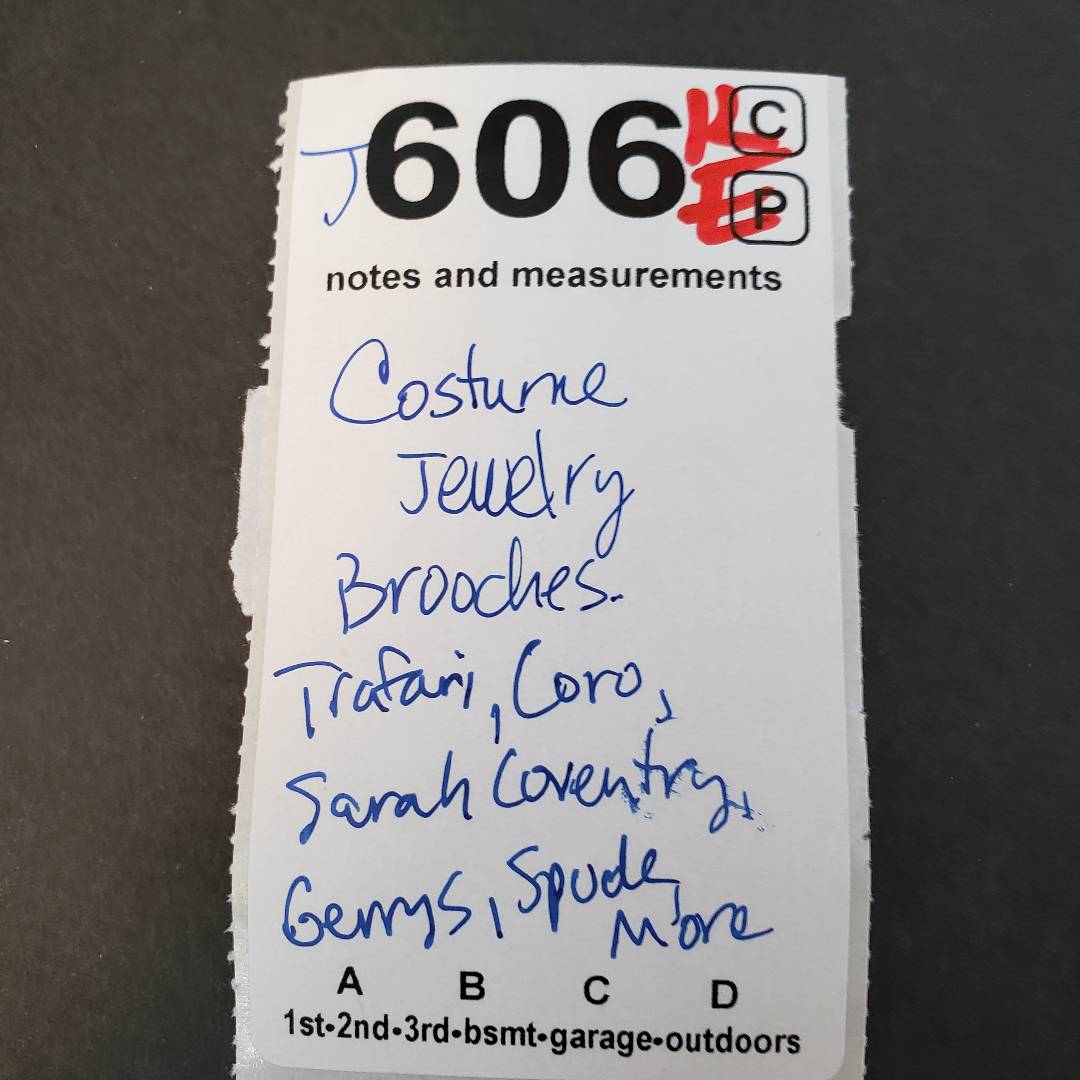 J606 C
P
notes and measurements
Costume
Jewelry
Brooches.
Trafari, Coro,
Sarah Coventry,
Gerrys, Spude,
More
A B C D
1st•2nd•3rd•bsmt•garage•outdoors